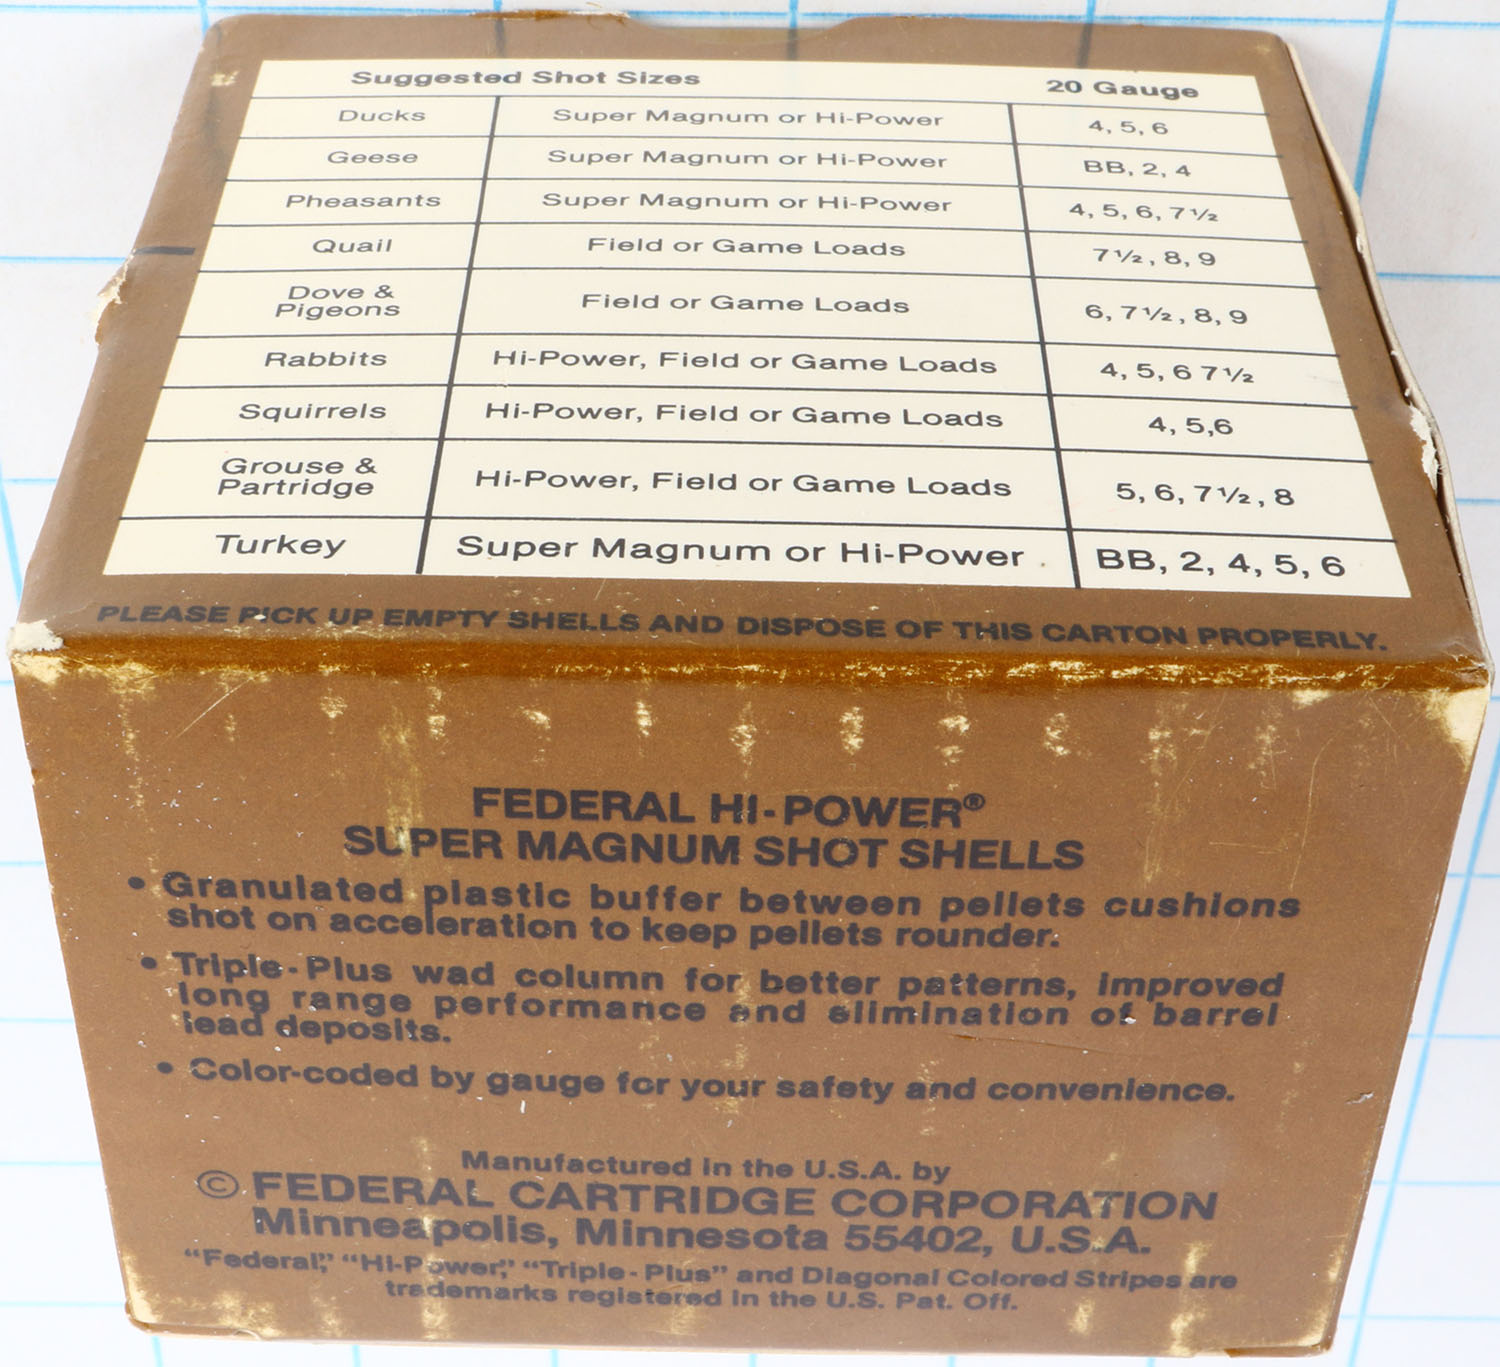 Suggested Shot Sizes 20 Gauge
Ducks Super Magnum or Hi-Power 4, 5, 6
Geese Super Magnum or Hi-Power BB, 2, 4
Pheasants Super Magnum or Hi-Power 4, 5, 6, 7½
Quail Field or Game Loads 7½, 8, 9
Dove &
Pigeons Field or Game Loads 6, 7½, 8, 9
Rabbits Hi-Power, Field or Game Loads 4, 5, 6 7½
Squirrels Hi-Power, Field or Game Loads 4, 5,6
Grouse &
Partridge Hi-Power, Field or Game Loads 5, 6, 7½, 8
Turkey Super Magnum or Hi-Power BB, 2, 4, 5, 6
PLEASE PICK UP EMPTY SHELLS AND DISPOSE OF THIS CARTON PROPERLY.
FEDERAL HI-POWER®
SUPER MAGNUM SHOT SHELLS
• Granulated plastic buffer between pellets cushions
shot on acceleration to keep pellets rounder.
• Triple-Plus wad column for better patterns, improved
long range performance and elimination of barrel
lead deposits.
• Color-coded by gauge for your safety and convenience.
Manufactured in the U.S.A. by
© FEDERAL CARTRIDGE CORPORATION
Minneapolis, Minnesota 55402, U.S.A.
"Federal," "Hi-Power," "Triple-Plus" and Diagonal Colored Stripes are
trademarks registered in the U.S. Pat. Off.